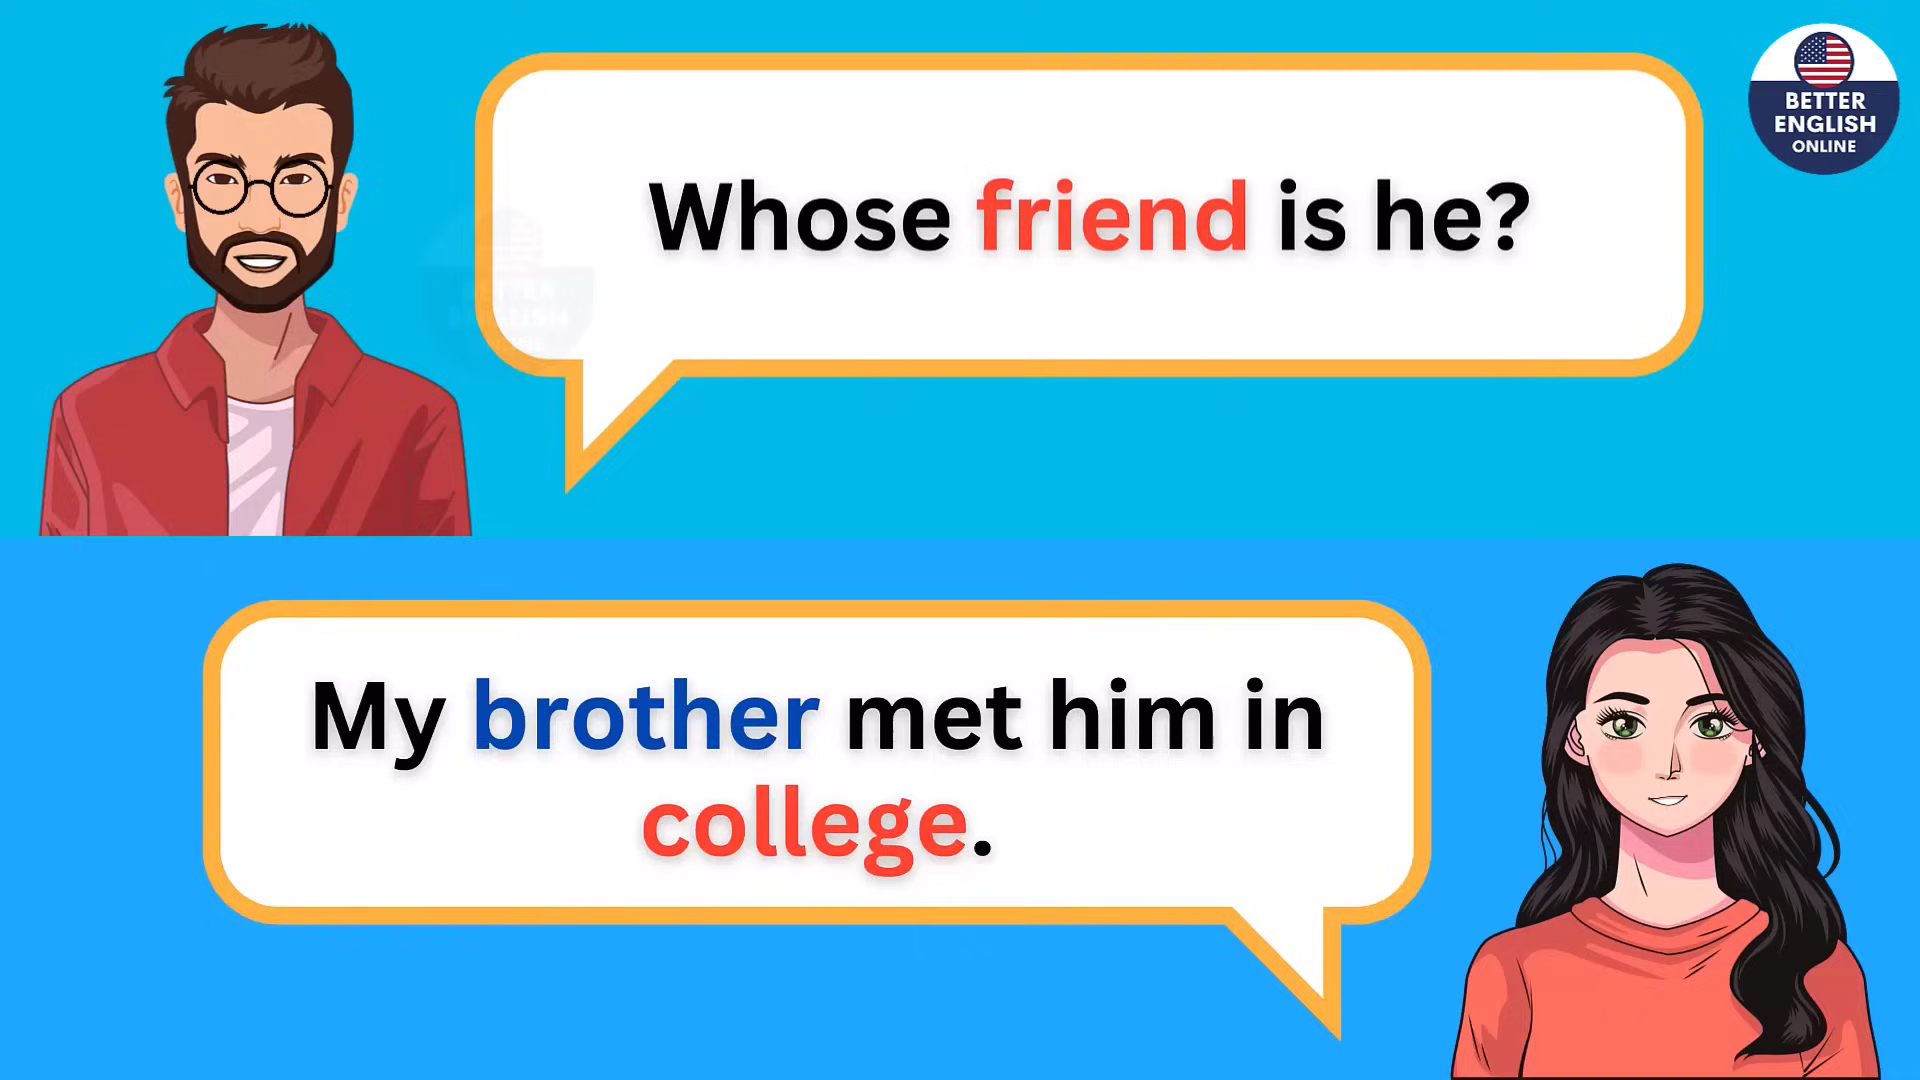 BETTER
ENGLISH
ONLINE
Whose friend is he?
My brother met him in
college.